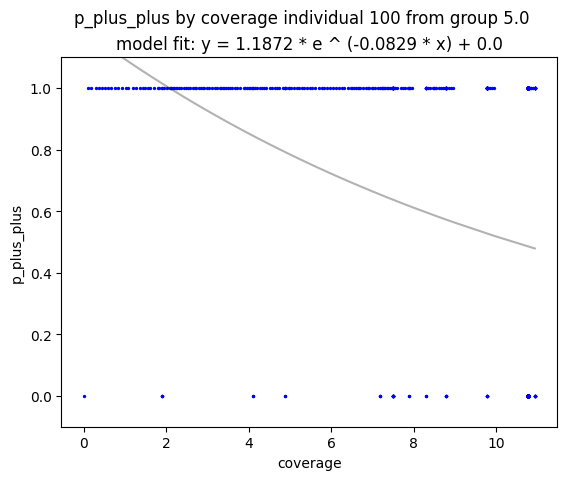 p_plus_plus by coverage individual 100 from group 5.0
model fit: y = 1.1872 * e ^ (-0.0829 * x) + 0.0
1.0
0.8
0.6
0.4
0.2
0.0
p_plus_plus
0 2 4 6 8 10
coverage